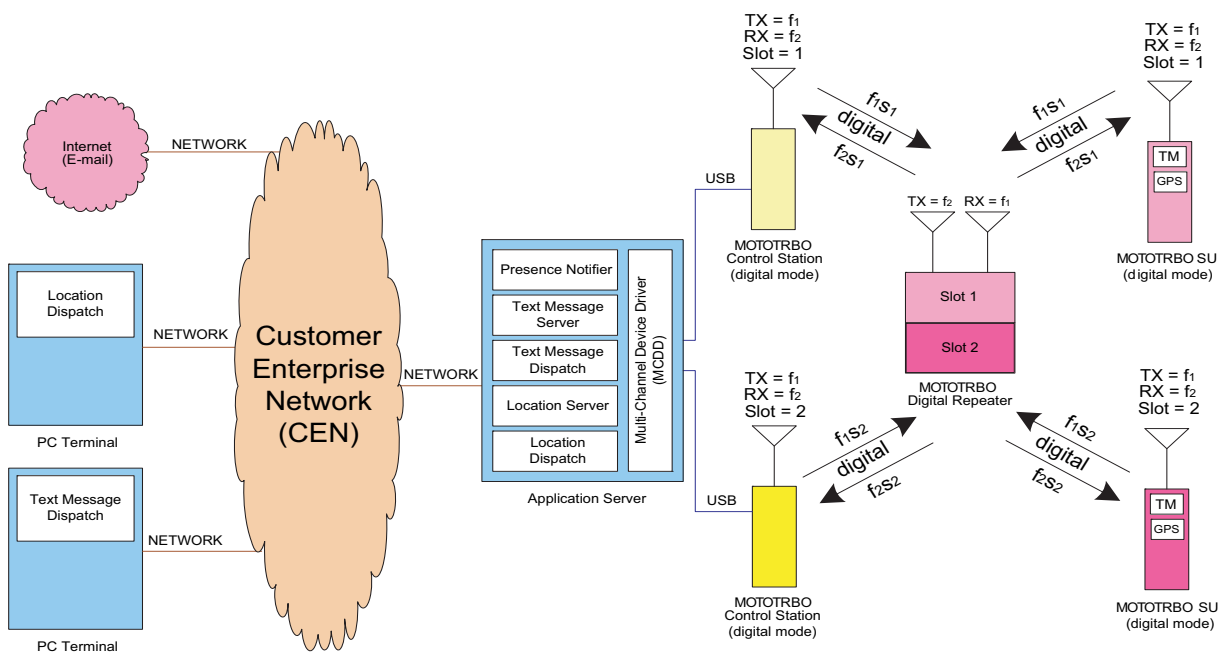 Internet
(E-mail)
NETWORK
Location
Dispatch
NETWORK
PC Terminal
Text Message
Dispatch
NETWORK
PC Terminal
Customer
Enterprise
Network
(CEN)
NETWORK
Presence Notifier
Text Message
Server
Text Message
Dispatch
Location Server
Location
Dispatch
Multi-Channel Device Driver
(MCDD)
Application Server
USB
USB
TX = f₁
RX = f₂
Slot = 1
MOTOTRBO
Control Station
(digital mode)
f₁s₁
digital
f₂s₁
TX = f₁
RX = f₂
Slot = 2
MOTOTRBO
Control Station
(digital mode)
f₁s₂
digital
f₂s₂
TX = f₂
RX = f₁
Slot 1
Slot 2
MOTOTRBO
Digital Repeater
f₁s₁
digital
f₂s₁
TX = f₁
RX = f₂
Slot = 1
TM
GPS
MOTOTRBO SU
(digital mode)
f₁s₂
digital
f₂s₂
TX = f₁
RX = f₂
Slot = 2
TM
GPS
MOTOTRBO SU
(digital mode)